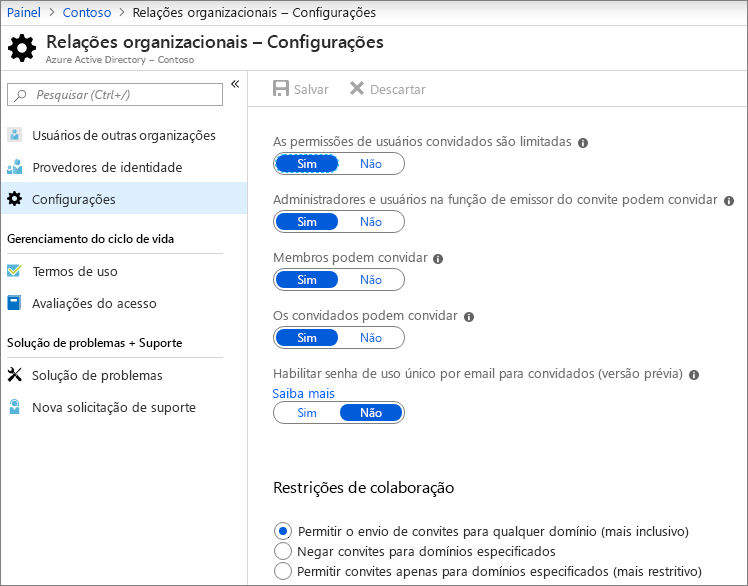 Painel > Contoso > Relações organizacionais – Configurações
Relações organizacionais – Configurações
Azure Active Directory – Contoso
«
Pesquisar (Ctrl+/)
Usuários de outras organizações
Provedores de identidade
Configurações
Gerenciamento do ciclo de vida
Termos de uso
Avaliações do acesso
Solução de problemas + Suporte
Solução de problemas
Nova solicitação de suporte
Salvar Descartar
As permissões de usuários convidados são limitadas
Sim Não
Administradores e usuários na função de emissor do convite podem convidar
Sim Não
Membros podem convidar
Sim Não
Os convidados podem convidar
Sim Não
Habilitar senha de uso único por email para convidados (versão prévia)
Saiba mais
Sim Não
Restrições de colaboração
Permitir o envio de convites para qualquer domínio (mais inclusivo)
Negar convites para domínios especificados
Permitir convites apenas para domínios especificados (mais restritivo)